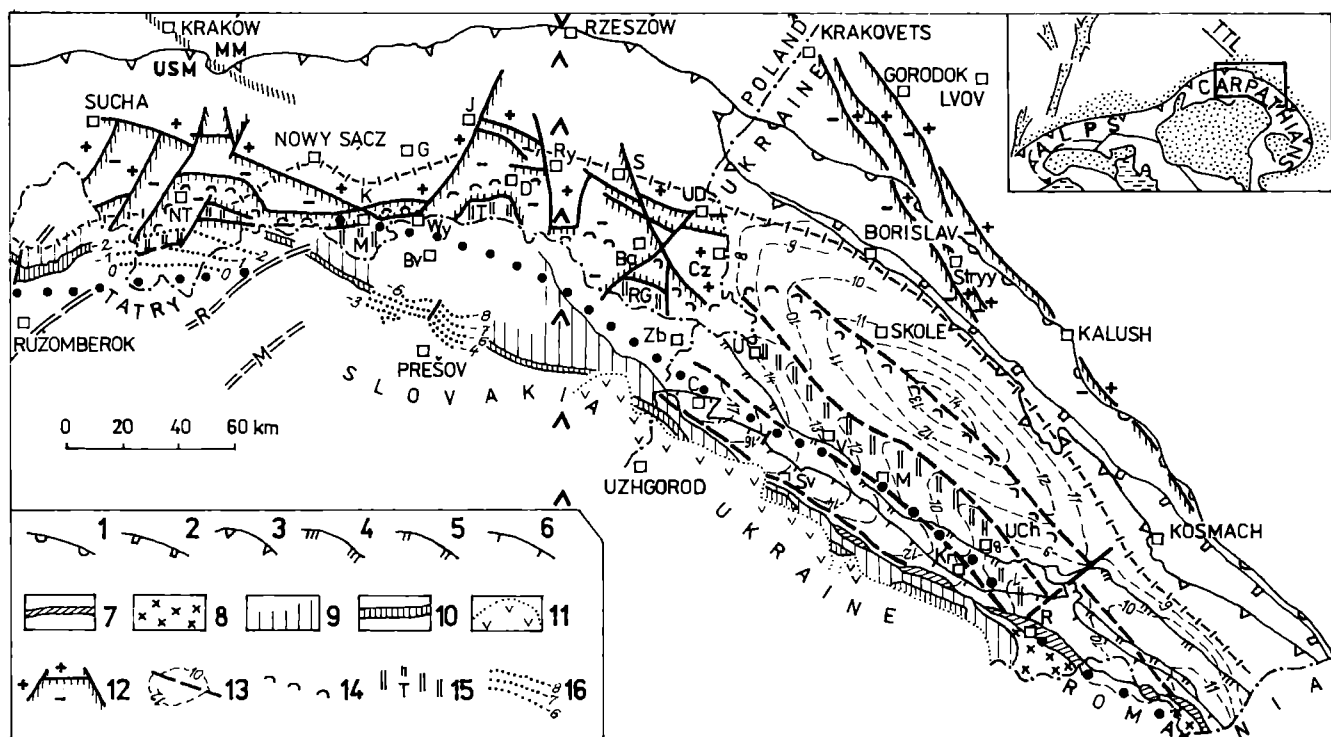 KRAKÓW
MM
USM
RZESZÓW
KRAKOVETS
POLAND
UKRAINE
GORODOK
LVOV
TTL
CARPATHIANS
ALPS
SUCHA
NOWY SĄCZ
J
G
Ry
S
D
UD
K
NT
M
Wy
T
Bv
Bg
Cz
RG
BORISLAV
Stryy
SKOLE
KALUSH
TATRY
R
M
RUŽOMBEROK
PREŠOV
SLOVAKIA
Zb
U
C
Z
V
M
Sv
UZHGOROD
UKRAINE
UCh
Kr
R
KOSMACH
ROMANIA
0 20 40 60 km
1 2 3 4 5 6
7 8 9 10 11
12 13 14 15 16
T